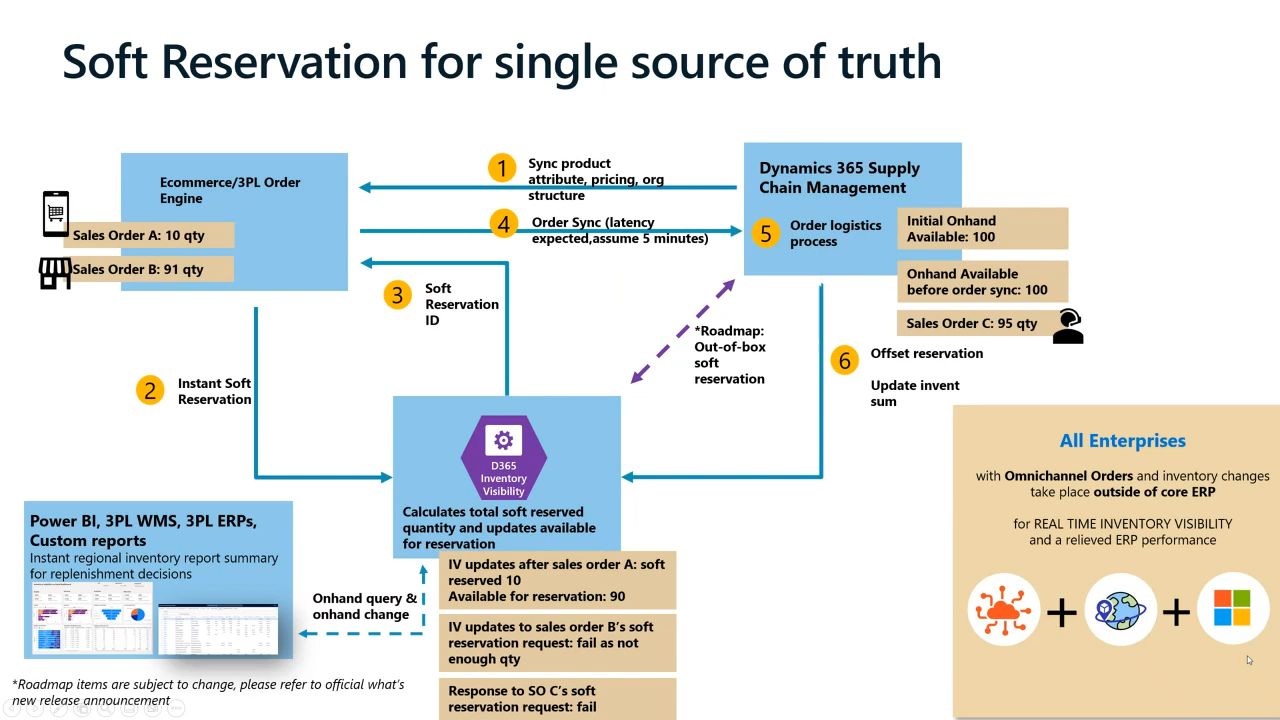 Soft Reservation for single source of truth
Ecommerce/3PL Order
Engine
Sales Order A: 10 qty
Sales Order B: 91 qty
1
Sync product
attribute, pricing, org
structure
4
Order Sync (latency
expected,assume 5 minutes)
3
Soft
Reservation
ID
2
Instant Soft
Reservation
Dynamics 365 Supply
Chain Management
5
Order logistics
process
Initial Onhand
Available: 100
Onhand Available
before order sync: 100
Sales Order C: 95 qty
*Roadmap:
Out-of-box
soft
reservation
6
Offset reservation
Update invent
sum
D365
Inventory
Visibility
Calculates total soft reserved
quantity and updates available
for reservation
IV updates after sales order A: soft
reserved 10
Available for reservation: 90
IV updates to sales order B's soft
reservation request: fail as not
enough qty
Response to SO C's soft
reservation request: fail
Onhand query &
onhand change
Power BI, 3PL WMS, 3PL ERPs,
Custom reports
Instant regional inventory report summary
for replenishment decisions
*Roadmap items are subject to change, please refer to official what's
new release announcement
All Enterprises
with Omnichannel Orders and inventory changes
take place outside of core ERP
for REAL TIME INVENTORY VISIBILITY
and a relieved ERP performance